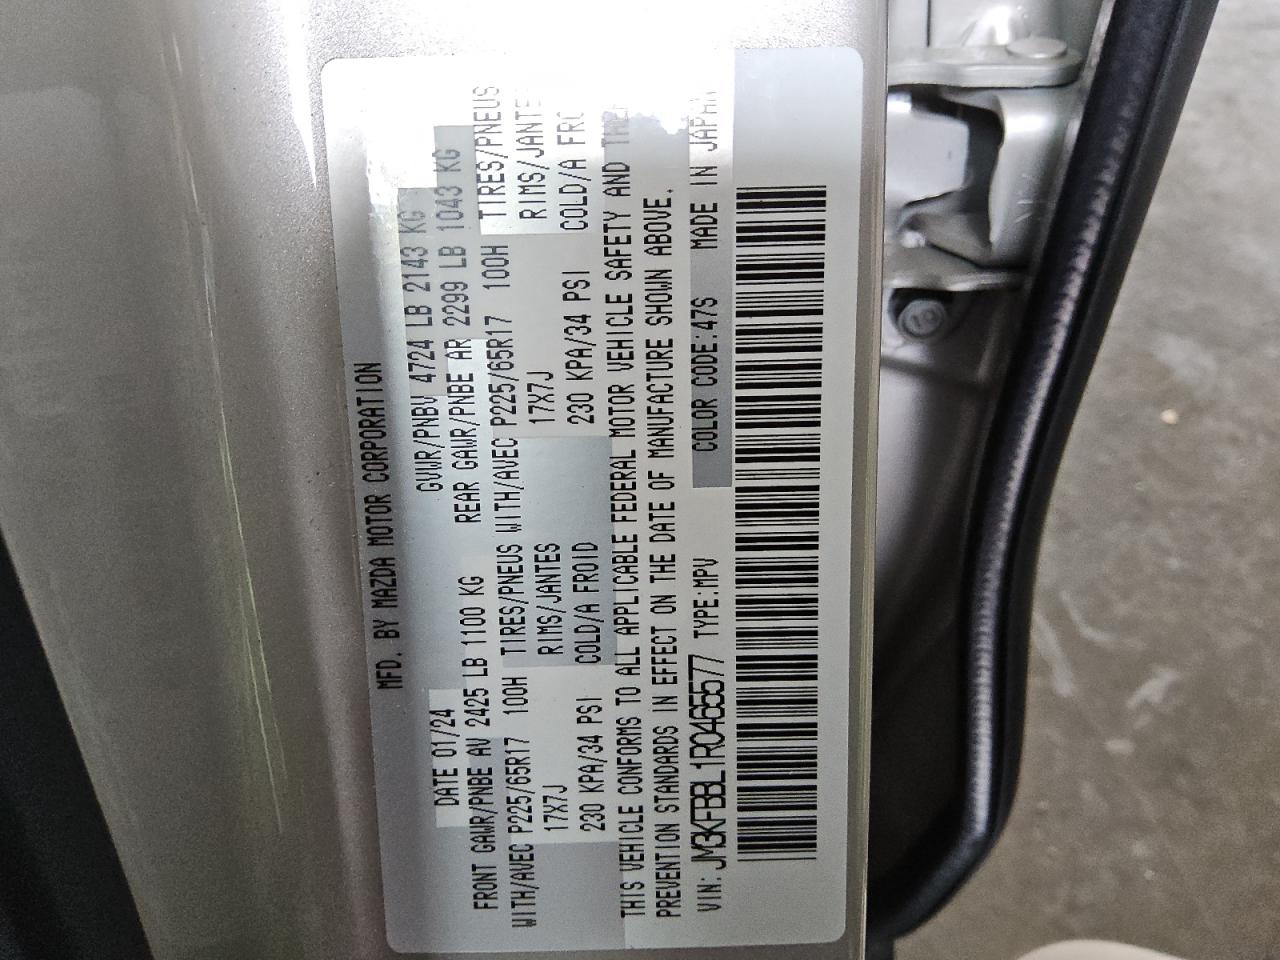 MFD. BY MAZDA MOTOR CORPORATION
DATE 01/24 GVWR/PNBV 4724 LB 2143 KG
FRONT GAWR/PNBE AV 2425 LB 1100 KG REAR GAWR/PNBE AR 2299 LB 1043 KG
WITH/AVEC P225/65R17 100H TIRES/PNEUS WITH/AVEC P225/65R17 100H TIRES/PNEUS
17X7J RIMS/JANTES 17X7J RIMS/JANTE
230 KPA/34 PSI COLD/A FROID 230 KPA/34 PSI COLD/A FRO
THIS VEHICLE CONFORMS TO ALL APPLICABLE FEDERAL MOTOR VEHICLE SAFETY AND
PREVENTION STANDARDS IN EFFECT ON THE DATE OF MANUFACTURE SHOWN ABOVE.
VIN: JM3KFBBL1R0465577 TYPE:MPV COLOR CODE:47S MADE IN JAPAN